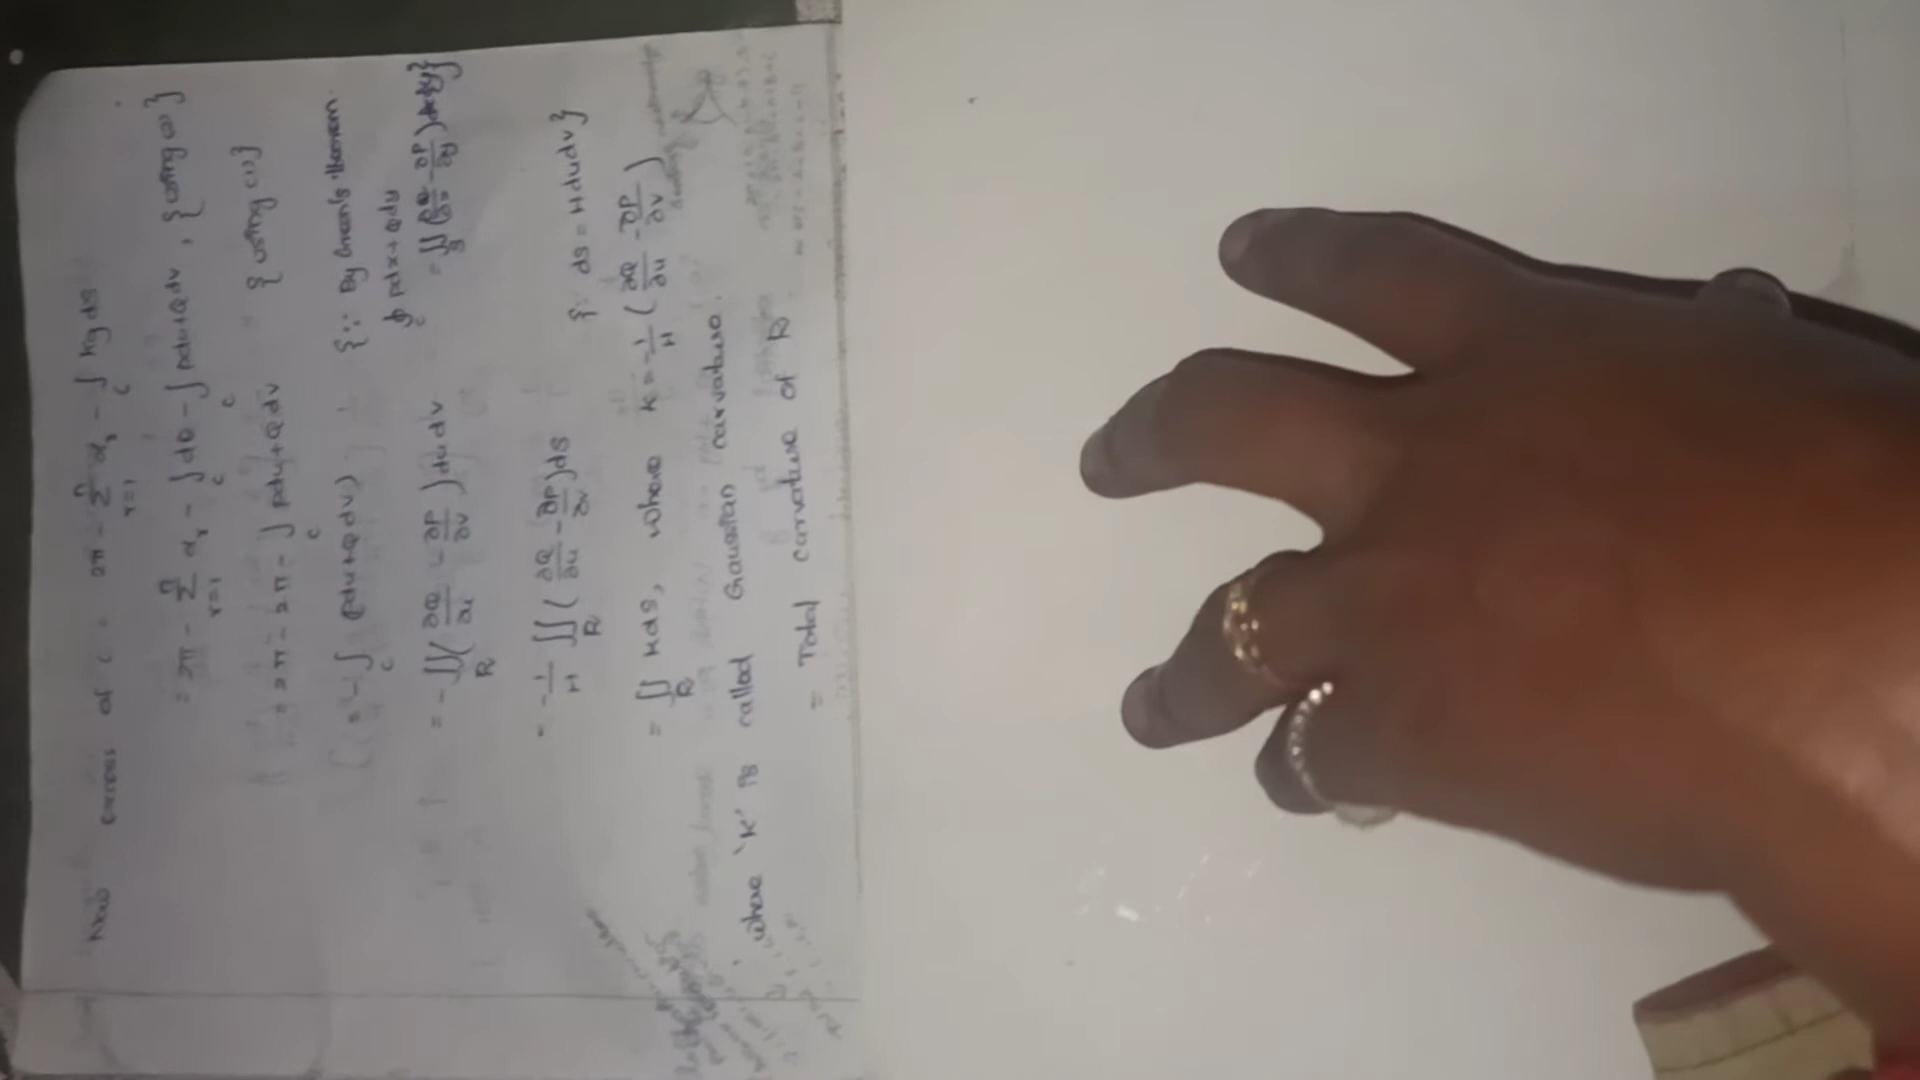 Now excess of C = 2π - Σ_{r=1}^{n} α_r - ∫_C kg ds
= 2π - Σ_{r=1}^{n} α_r - ∫_C dθ - ∫_C Pdu+Qdv, {using (2)}
= 2π - 2π - ∫_C Pdu+Qdv {using (1)}
= - ∫_C (Pdu+Qdv) {∵ By Green's theorem.
∮_C Pdx+Qdy
= - ∬_R (∂Q/∂u - ∂P/∂v) du dv = ∬_S (∂Q/∂x - ∂P/∂y) dxdy}
= - 1/H ∬_R (∂Q/∂u - ∂P/∂v) ds {∵ ds = H du dv}
= ∬_R K ds, where K = - 1/H (∂Q/∂u - ∂P/∂v)
where 'K' is called Gaussian curvature.
= Total curvature of R.